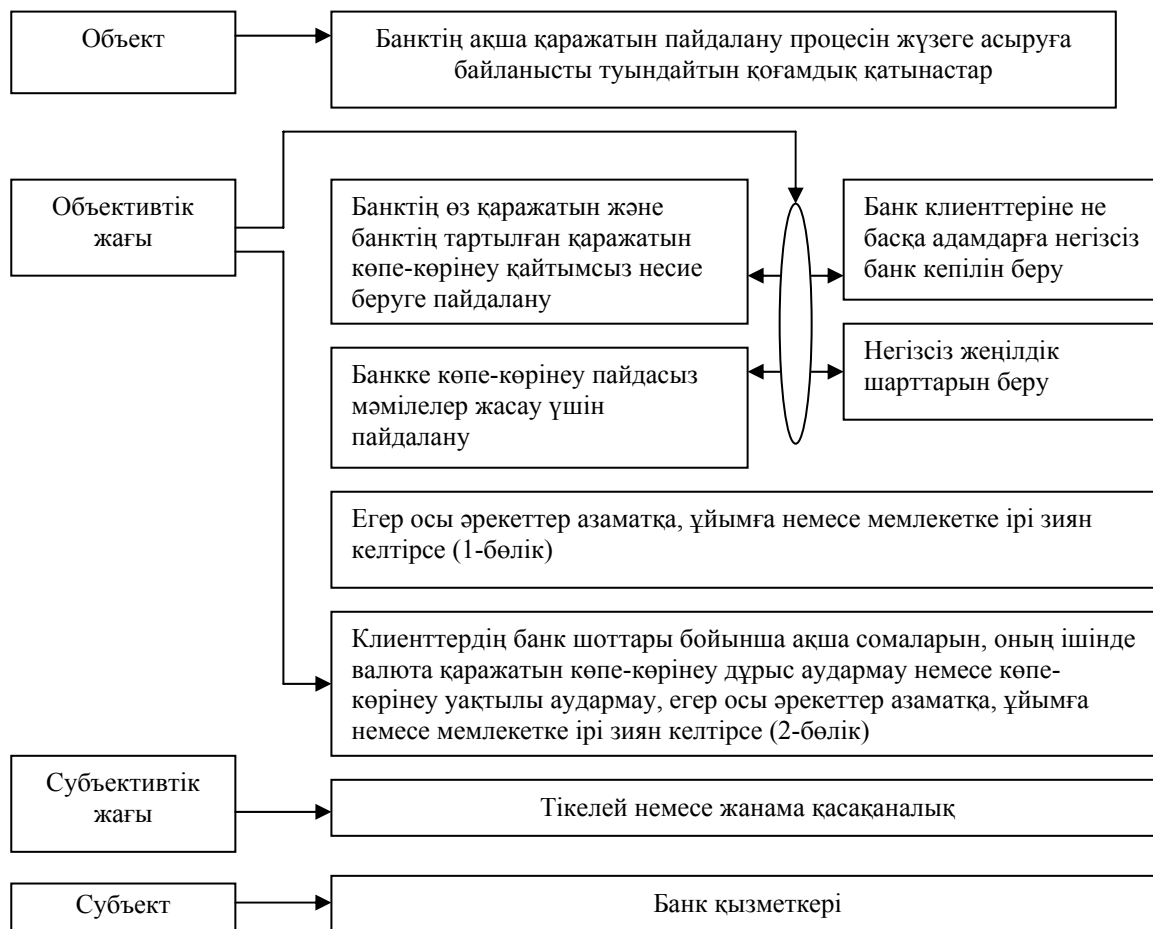 Объект
Банктің ақша қаражатын пайдалану процесін жүзеге асыруға
байланысты туындайтын қоғамдық қатынастар
Объективтік
жағы
Банктің өз қаражатын және
банктің тартылған қаражатын
көпе-көрінеу қайтымсыз несие
беруге пайдалану
Банк клиенттеріне не
басқа адамдарға негізсіз
банк кепілін беру
Банкке көпе-көрінеу пайдасыз
мәмілелер жасау үшін
пайдалану
Негізсіз жеңілдік
шарттарын беру
Егер осы әрекеттер азаматқа, ұйымға немесе мемлекетке ірі зиян
келтірсе (1-бөлік)
Клиенттердің банк шоттары бойынша ақша сомаларын, оның ішінде
валюта қаражатын көпе-көрінеу дұрыс аудармау немесе көпе-
көрінеу уақтылы аудармау, егер осы әрекеттер азаматқа, ұйымға
немесе мемлекетке ірі зиян келтірсе (2-бөлік)
Субъективтік
жағы
Тікелей немесе жанама қасақаналық
Субъект
Банк қызметкері